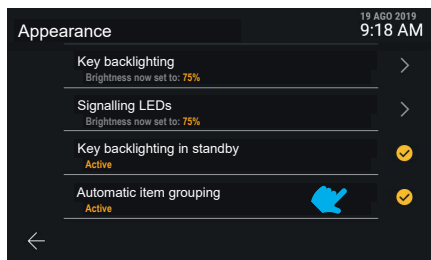 19 AGO 2019
Appearance
9:18 AM
Key backlighting
Brightness now set to: 75%
Signalling LEDs
Brightness now set to: 75%
Key backlighting in standby
Active
Automatic item grouping
Active